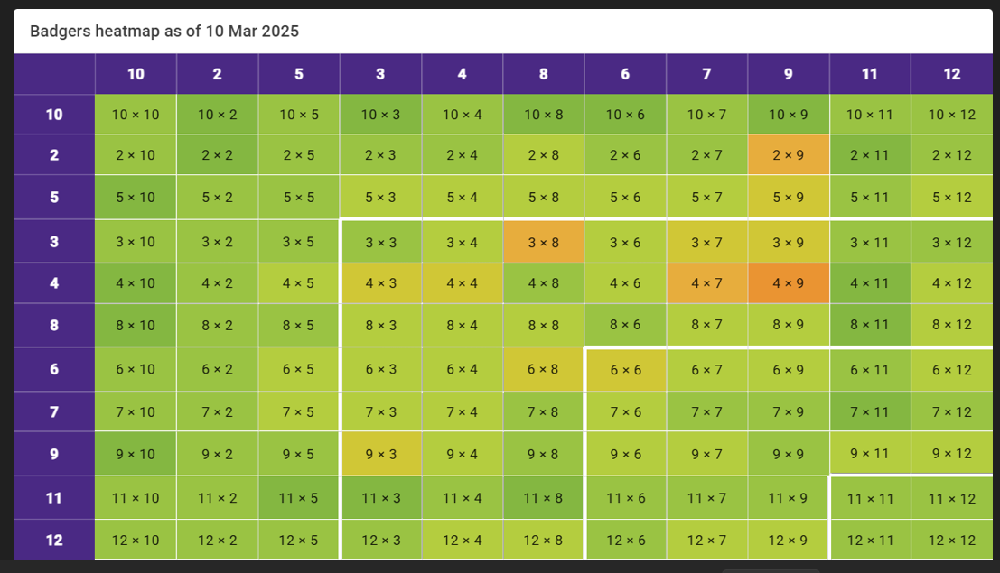 Badgers heatmap as of 10 Mar 2025
10 2 5 3 4 8 6 7 9 11 12
10 10 × 10 10 × 2 10 × 5 10 × 3 10 × 4 10 × 8 10 × 6 10 × 7 10 × 9 10 × 11 10 × 12
2 2 × 10 2 × 2 2 × 5 2 × 3 2 × 4 2 × 8 2 × 6 2 × 7 2 × 9 2 × 11 2 × 12
5 5 × 10 5 × 2 5 × 5 5 × 3 5 × 4 5 × 8 5 × 6 5 × 7 5 × 9 5 × 11 5 × 12
3 3 × 10 3 × 2 3 × 5 3 × 3 3 × 4 3 × 8 3 × 6 3 × 7 3 × 9 3 × 11 3 × 12
4 4 × 10 4 × 2 4 × 5 4 × 3 4 × 4 4 × 8 4 × 6 4 × 7 4 × 9 4 × 11 4 × 12
8 8 × 10 8 × 2 8 × 5 8 × 3 8 × 4 8 × 8 8 × 6 8 × 7 8 × 9 8 × 11 8 × 12
6 6 × 10 6 × 2 6 × 5 6 × 3 6 × 4 6 × 8 6 × 6 6 × 7 6 × 9 6 × 11 6 × 12
7 7 × 10 7 × 2 7 × 5 7 × 3 7 × 4 7 × 8 7 × 6 7 × 7 7 × 9 7 × 11 7 × 12
9 9 × 10 9 × 2 9 × 5 9 × 3 9 × 4 9 × 8 9 × 6 9 × 7 9 × 9 9 × 11 9 × 12
11 11 × 10 11 × 2 11 × 5 11 × 3 11 × 4 11 × 8 11 × 6 11 × 7 11 × 9 11 × 11 11 × 12
12 12 × 10 12 × 2 12 × 5 12 × 3 12 × 4 12 × 8 12 × 6 12 × 7 12 × 9 12 × 11 12 × 12